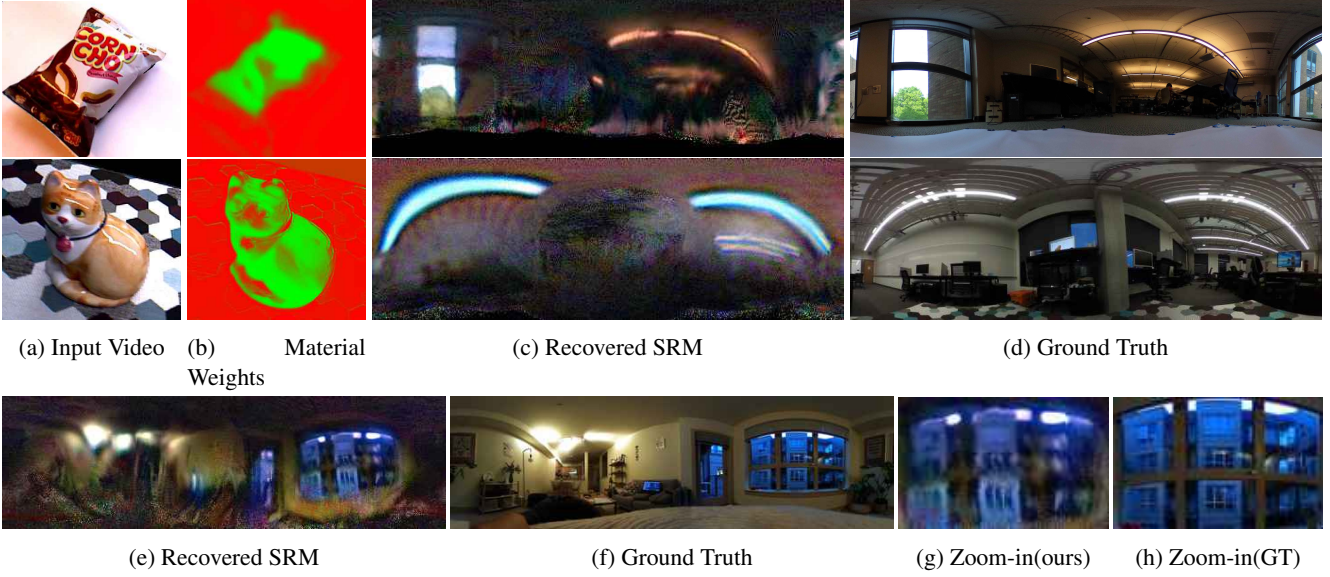 CORN
CHO
(a) Input Video
(b) Material
Weights
(c) Recovered SRM
(d) Ground Truth
(e) Recovered SRM
(f) Ground Truth
(g) Zoom-in(ours)
(h) Zoom-in(GT)